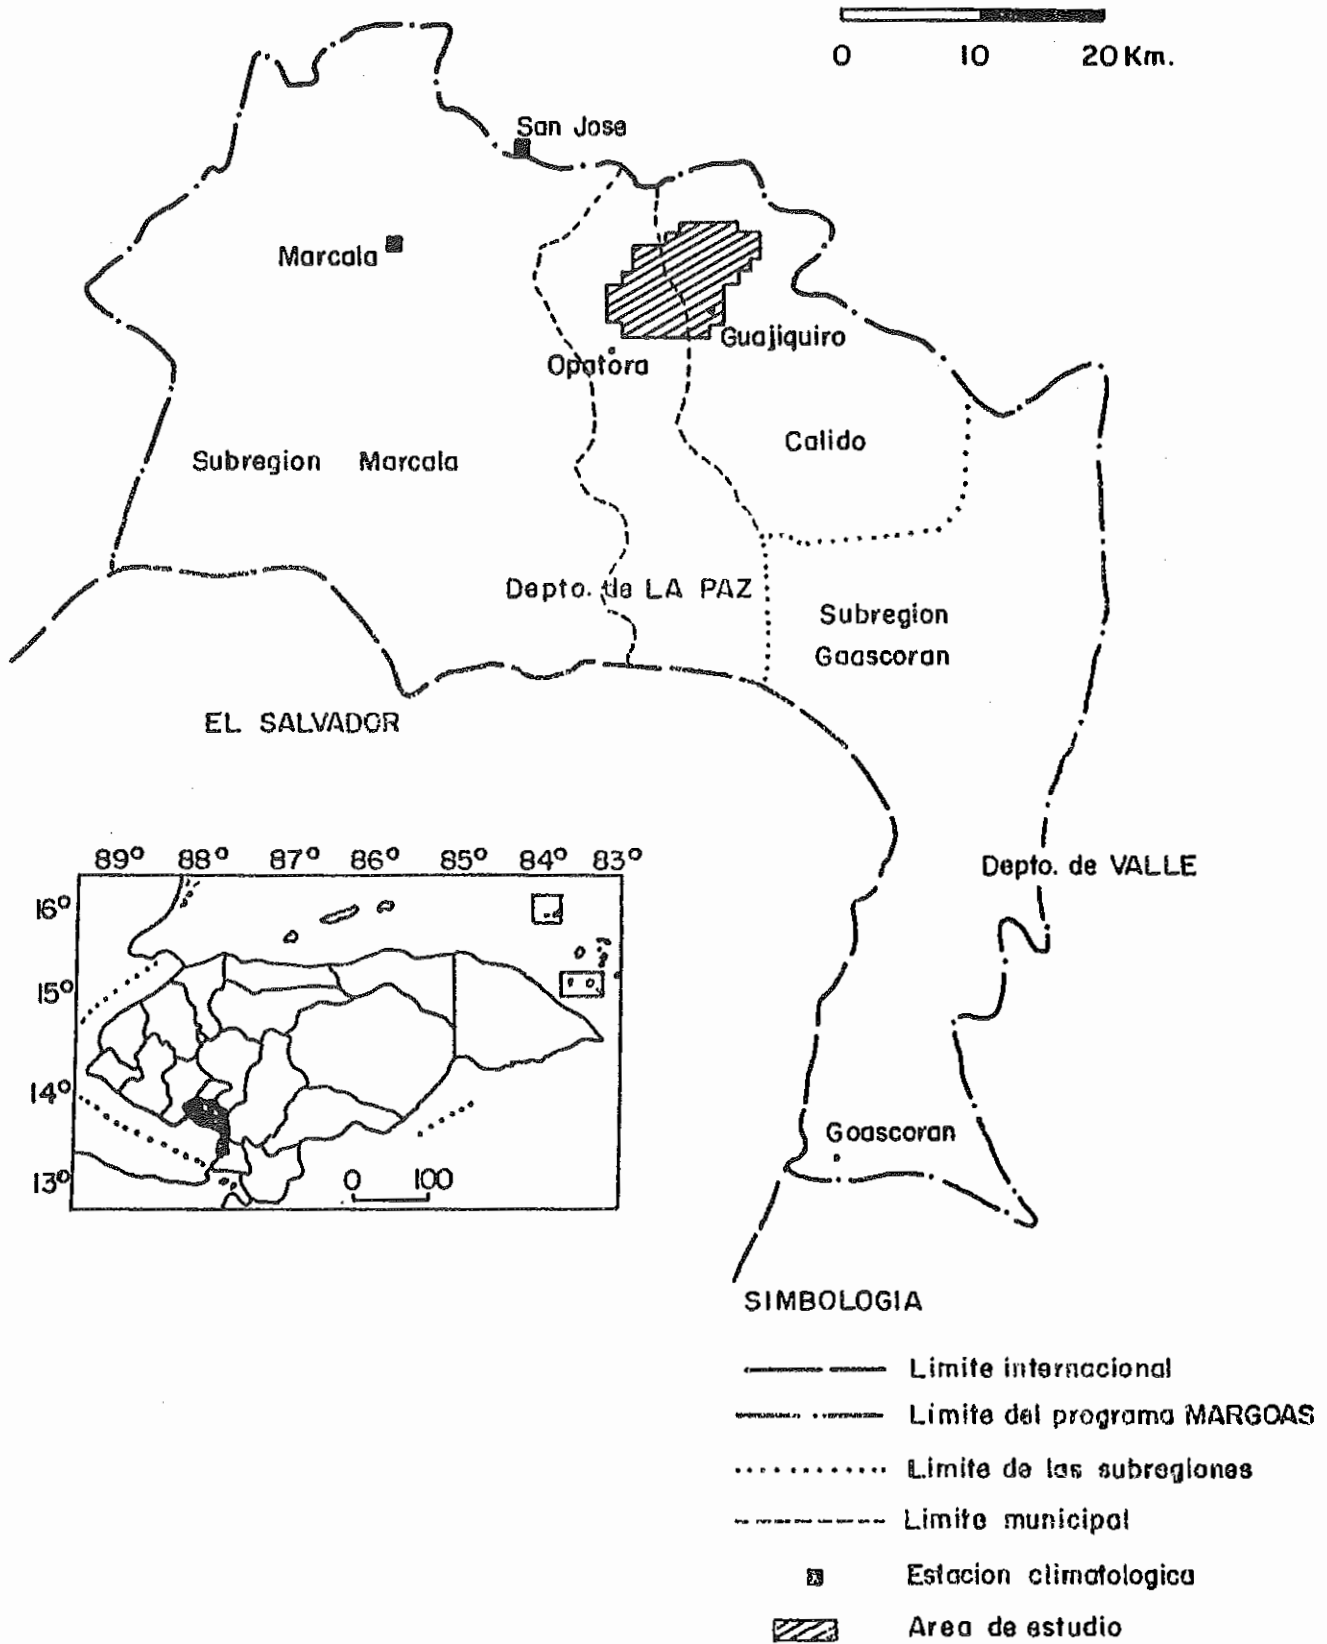 0 10 20 Km.
San Jose
Marcala
Guajiquiro
Opatora
Calido
Subregion Marcala
Depto. de LA PAZ
Subregion
Gaascoran
EL SALVADOR
89° 88° 87° 86° 85° 84° 83°
16°
15°
14°
13°
0 100
Depto. de VALLE
Goascoran
SIMBOLOGIA
Limite internacional
Limite del programa MARGOAS
Limite de las subregiones
Limite municipal
Estacion climatologica
Area de estudio